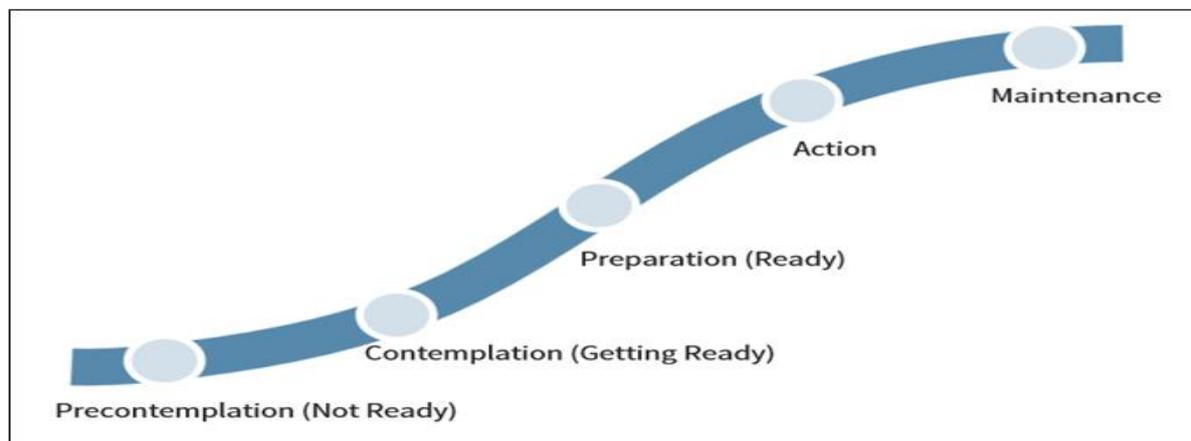 Maintenance
Action
Preparation (Ready)
Contemplation (Getting Ready)
Precontemplation (Not Ready)